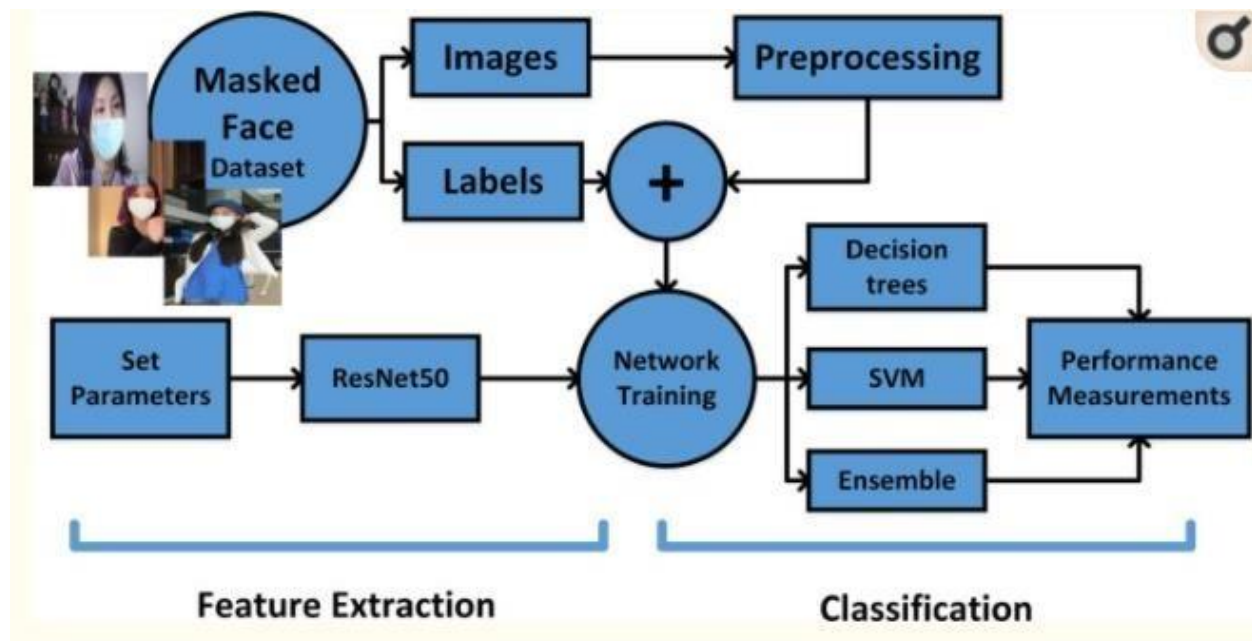 Masked
Face
Dataset
Images
Preprocessing
Labels
+
Set
Parameters
ResNet50
Network
Training
Decision
trees
SVM
Ensemble
Performance
Measurements
Feature Extraction
Classification